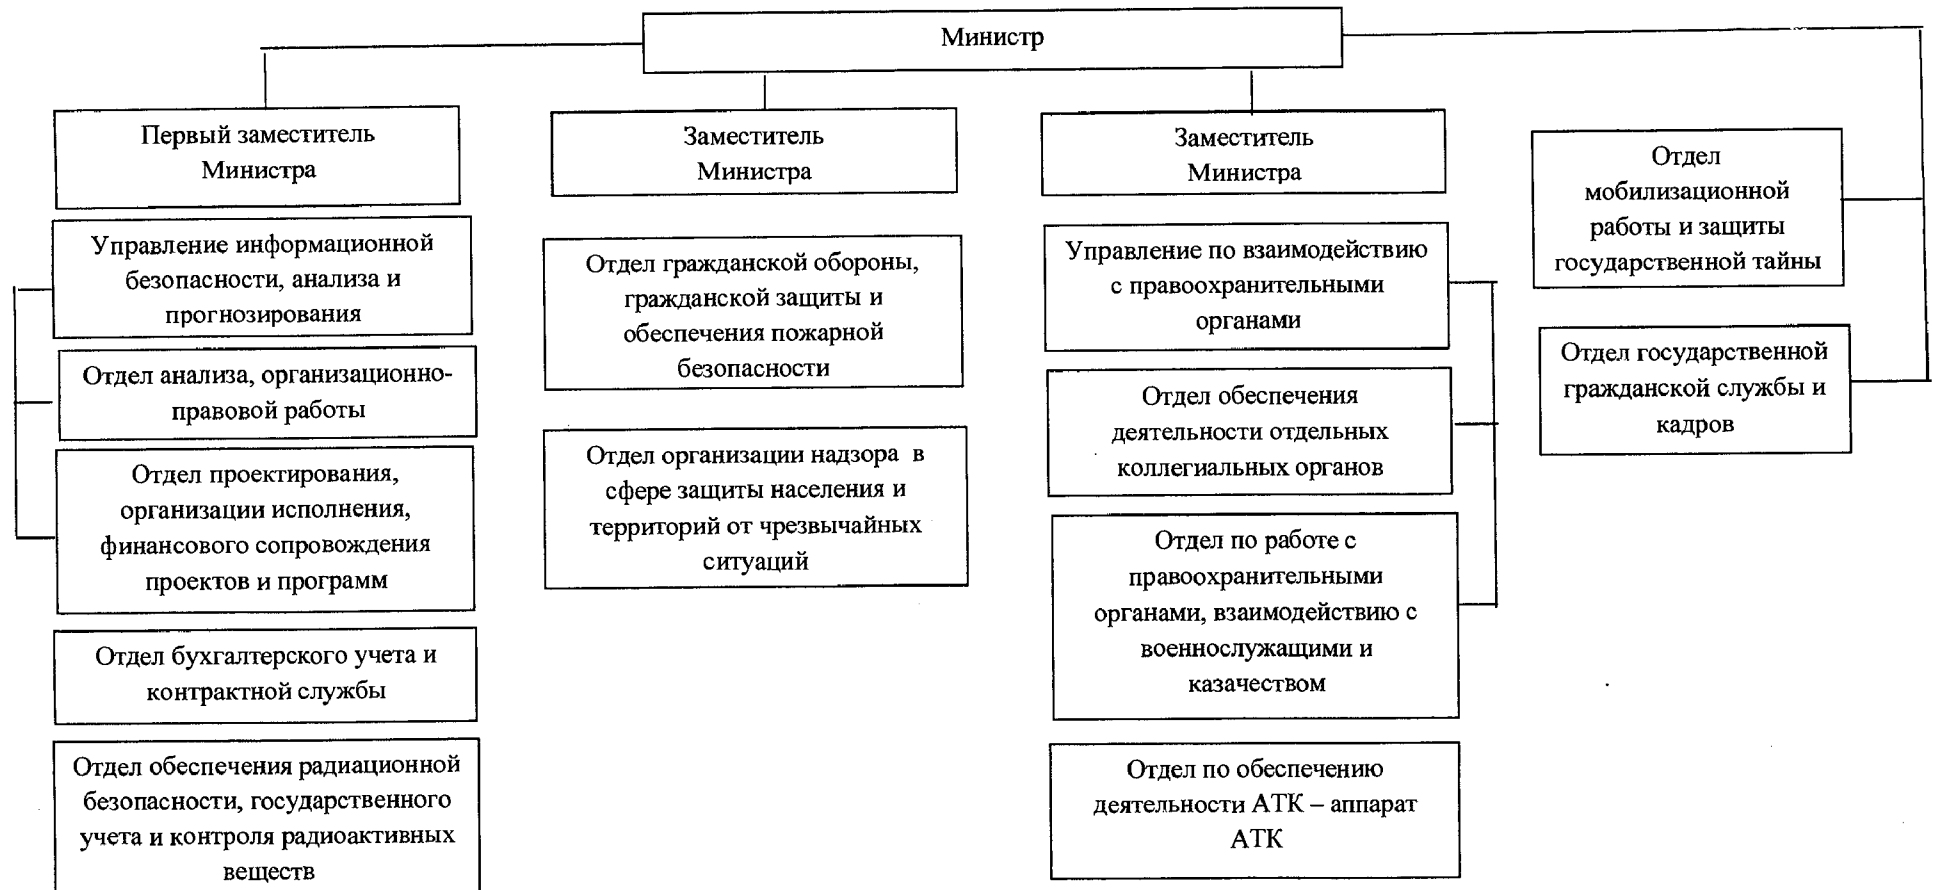 Министр
Первый заместитель
Министра
Управление информационной
безопасности, анализа и
прогнозирования
Отдел анализа, организационно-
правовой работы
Отдел проектирования,
организации исполнения,
финансового сопровождения
проектов и программ
Отдел бухгалтерского учета и
контрактной службы
Отдел обеспечения радиационной
безопасности, государственного
учета и контроля радиоактивных
веществ
Заместитель
Министра
Отдел гражданской обороны,
гражданской защиты и
обеспечения пожарной
безопасности
Отдел организации надзора в
сфере защиты населения и
территорий от чрезвычайных
ситуаций
Заместитель
Министра
Управление по взаимодействию
с правоохранительными
органами
Отдел обеспечения
деятельности отдельных
коллегиальных органов
Отдел по работе с
правоохранительными
органами, взаимодействию с
военнослужащими и
казачеством
Отдел по обеспечению
деятельности АТК – аппарат
АТК
Отдел
мобилизационной
работы и защиты
государственной тайны
Отдел государственной
гражданской службы и
кадров